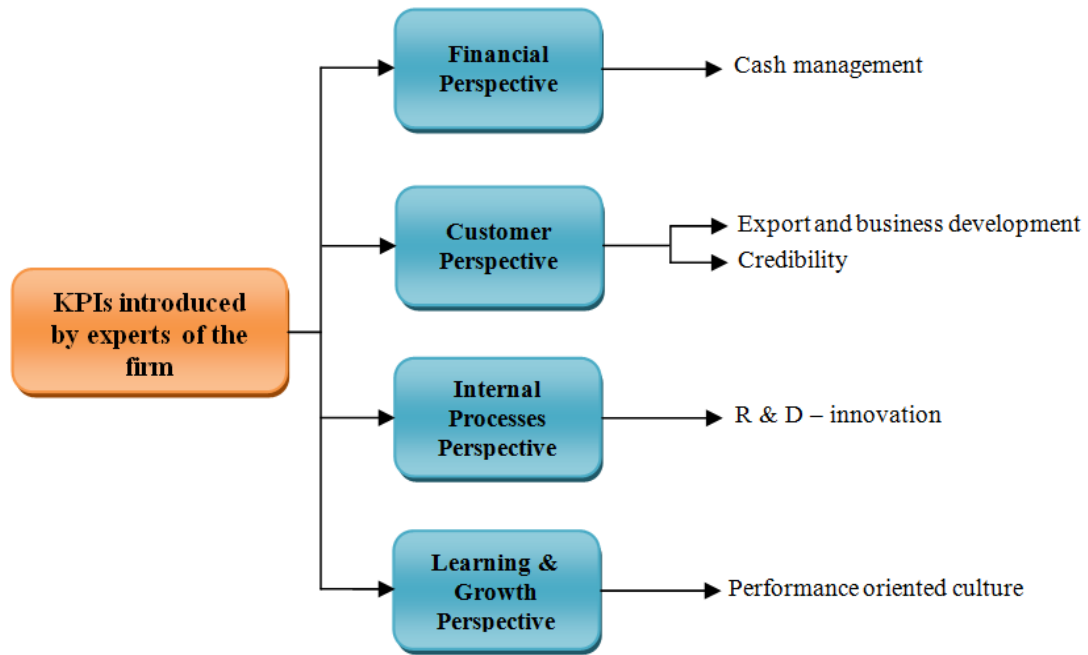 Financial
Perspective
Cash management
Customer
Perspective
Export and business development
Credibility
KPIs introduced
by experts of the
firm
Internal
Processes
Perspective
R & D – innovation
Learning &
Growth
Perspective
Performance oriented culture